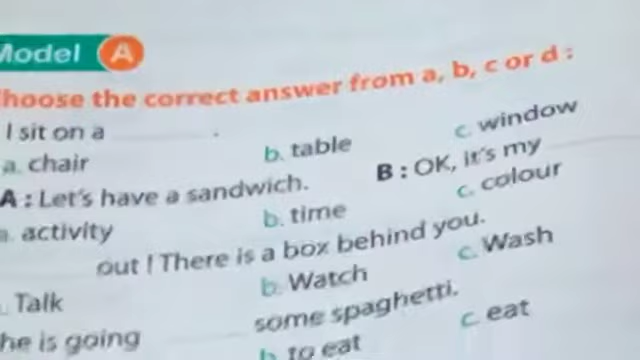 Model A
hoose the correct answer from a, b, c or d :
I sit on a .
a. chair b. table c. window
A : Let's have a sandwich. B : OK, it's my
a. activity b. time c. colour
out ! There is a box behind you.
. Talk b. Watch c. Wash
he is going some spaghetti.
b. to eat c. eat